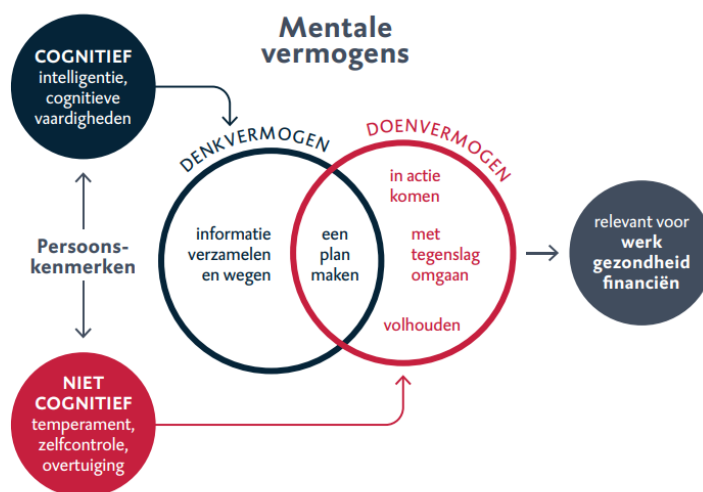 Mentale
vermogens
COGNITIEF
intelligentie,
cognitieve
vaardigheden
Persoons-
kenmerken
NIET
COGNITIEF
temperament,
zelfcontrole,
overtuiging
DENKVERMOGEN
informatie
verzamelen
en wegen
een
plan
maken
DOENVERMOGEN
in actie
komen
met
tegenslag
omgaan
volhouden
relevant voor
werk
gezondheid
financiën